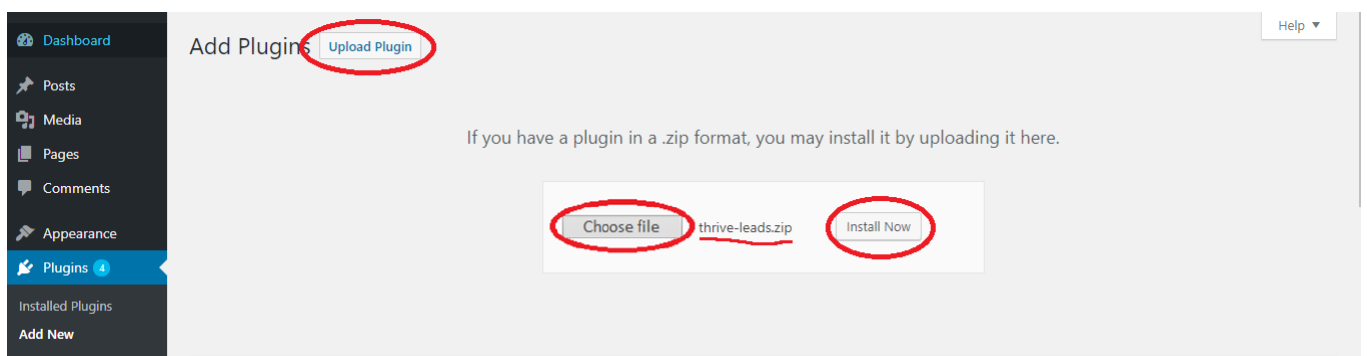 Dashboard
Posts
Media
Pages
Comments
Appearance
Plugins 4
Installed Plugins
Add New
Help ▼
Add Plugins Upload Plugin
If you have a plugin in a .zip format, you may install it by uploading it here.
Choose file thrive-leads.zip Install Now